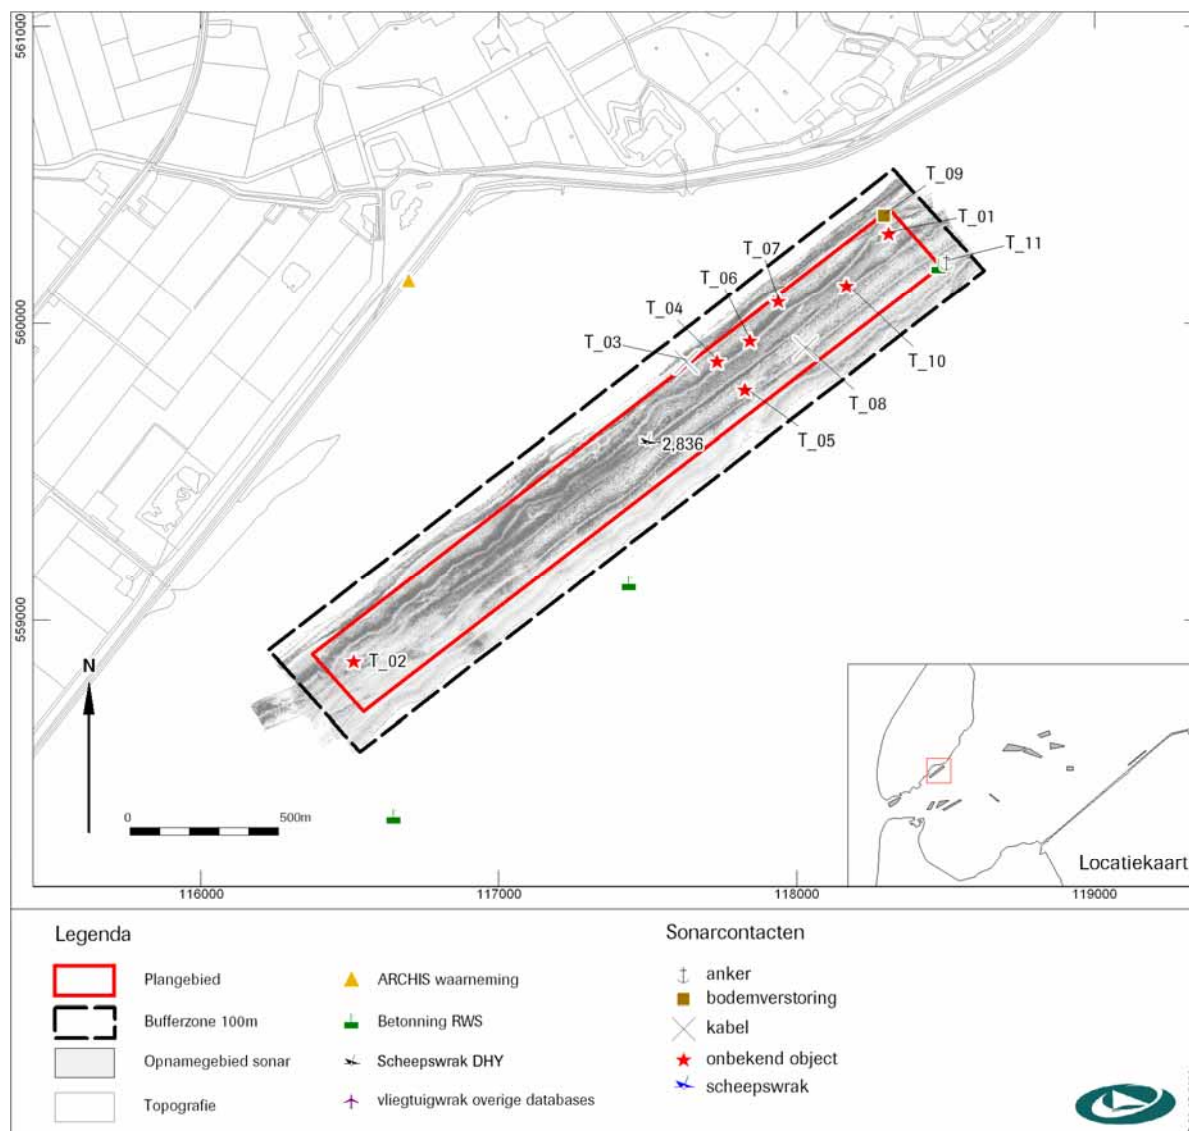 561000
560000
559000
T_09
T_01
T_11
T_07
T_06
T_04
T_03
T_10
T_08
T_05
2,836
T_02
N
0 500m
Locatiekaart
116000 117000 118000 119000
Legenda
Plangebied
Bufferzone 100m
Opnamegebied sonar
Topografie
ARCHIS waarneming
Betonning RWS
Scheepswrak DHY
vliegtuigwrak overige databases
Sonarcontacten
anker
bodemverstoring
kabel
onbekend object
scheepswrak